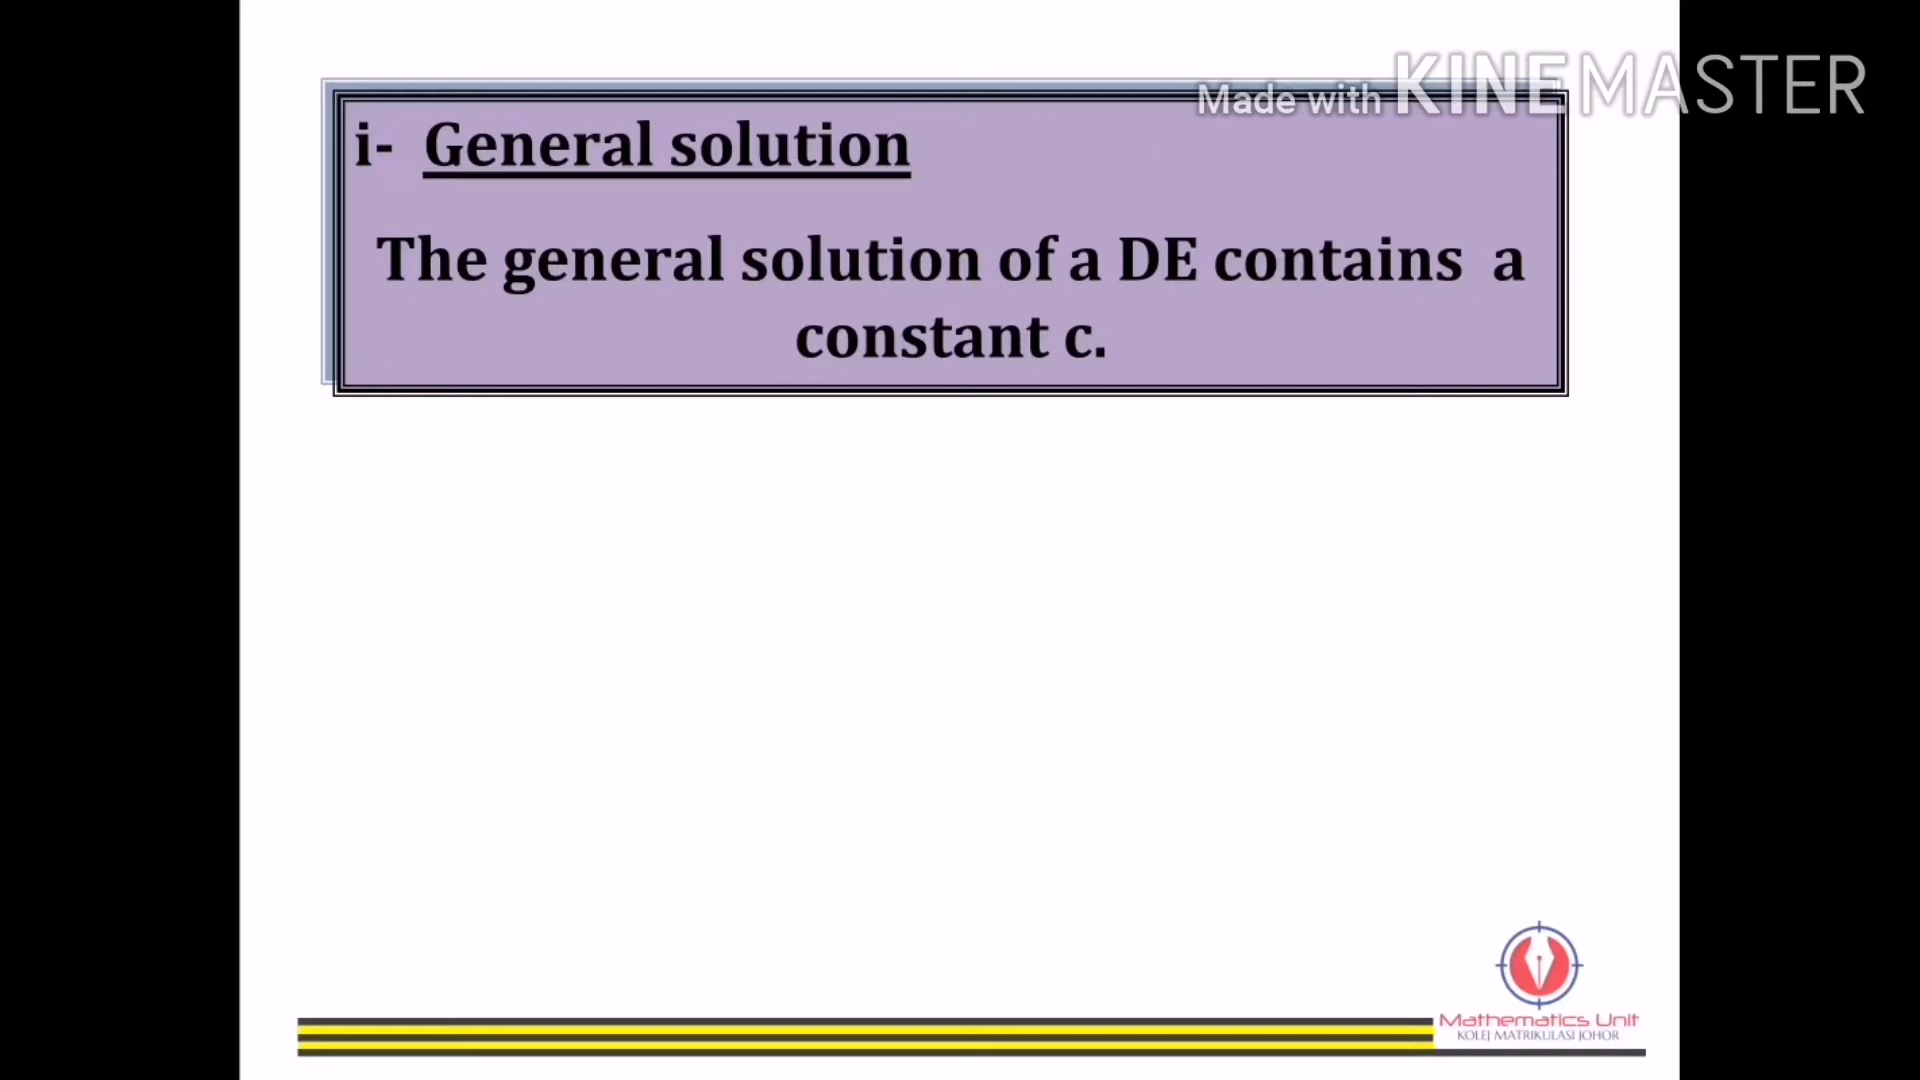 Made with KINEMASTER
i- General solution
The general solution of a DE contains a
constant c.
Mathematics Unit
KOLEJ MATRIKULASI JOHOR